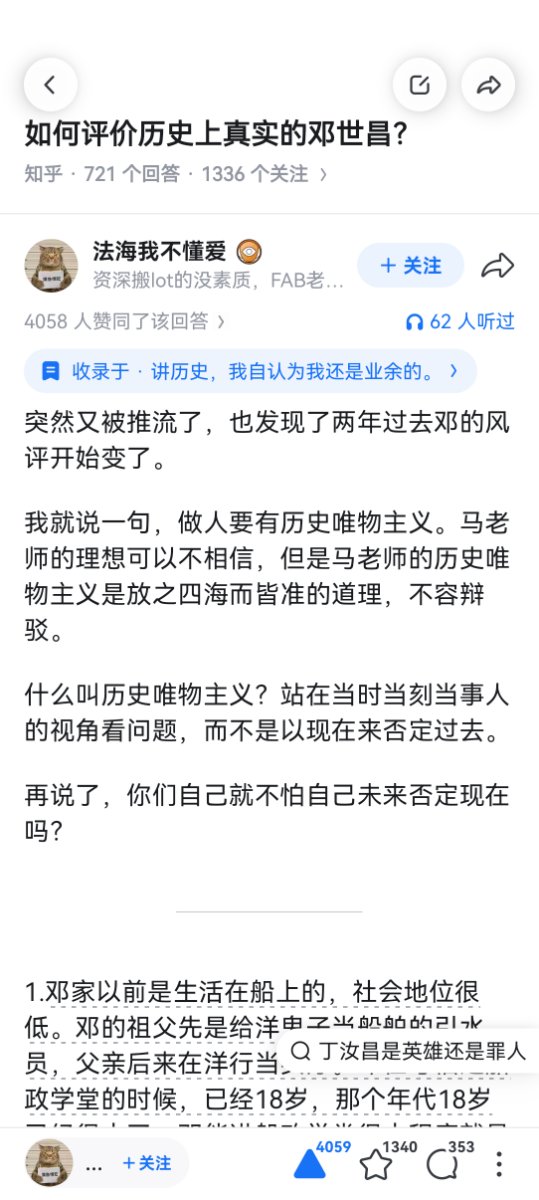 如何评价历史上真实的邓世昌?
知乎 · 721 个回答 · 1336 个关注 >
法海我不懂爱
+ 关注
资深搬lot的没素质，FAB老...
4058 人赞同了该回答 >
62 人听过
收录于 · 讲历史，我自认为我还是业余的。 >
突然又被推流了，也发现了两年过去邓的风
评开始变了。
我就说一句，做人要有历史唯物主义。马老
师的理想可以不相信，但是马老师的历史唯
物主义是放之四海而皆准的道理，不容辩
驳。
什么叫历史唯物主义？站在当时当刻当事人
的视角看问题，而不是以现在来否定过去。
再说了，你们自己就不怕自己未来否定现在
吗？
1.邓家以前是生活在船上的，社会地位很
低。邓的祖父先是给洋鬼子当船舶的引水
员，父亲后来在洋行当
丁汝昌是英雄还是罪人
政学堂的时候，已经18岁，那个年代18岁
... + 关注
4059
1340
353